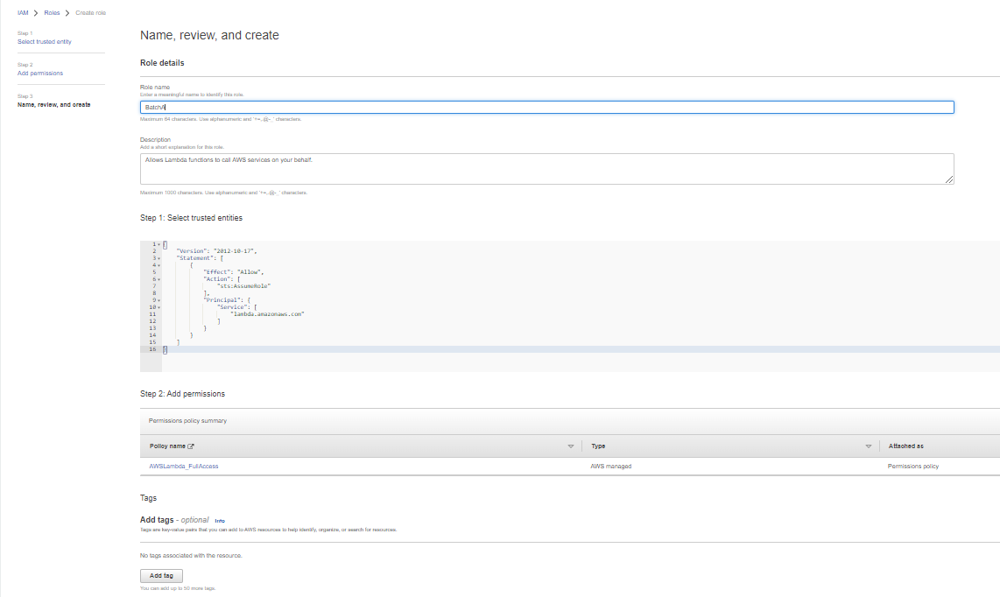 IAM > Roles > Create role
Step 1
Select trusted entity
Step 2
Add permissions
Step 3
Name, review, and create
Name, review, and create
Role details
Role name
Enter a meaningful name to identify this role.
BatchA
Maximum 64 characters. Use alphanumeric and '+=,.@-_' characters.
Description
Add a short explanation for this role.
Allows Lambda functions to call AWS services on your behalf.
Maximum 1000 characters. Use alphanumeric and '+=,.@-_' characters.
Step 1: Select trusted entities
1 {
2 "Version": "2012-10-17",
3 "Statement": [
4 {
5 "Effect": "Allow",
6 "Action": [
7 "sts:AssumeRole"
8 ],
9 "Principal": {
10 "Service": [
11 "lambda.amazonaws.com"
12 ]
13 }
14 }
15 ]
16 }
Step 2: Add permissions
Permissions policy summary
Policy name Type Attached as
AWSLambda_FullAccess AWS managed Permissions policy
Tags
Add tags - optional Info
Tags are key-value pairs that you can add to AWS resources to help identify, organize, or search for resources.
No tags associated with the resource.
Add tag
You can add up to 50 more tags.